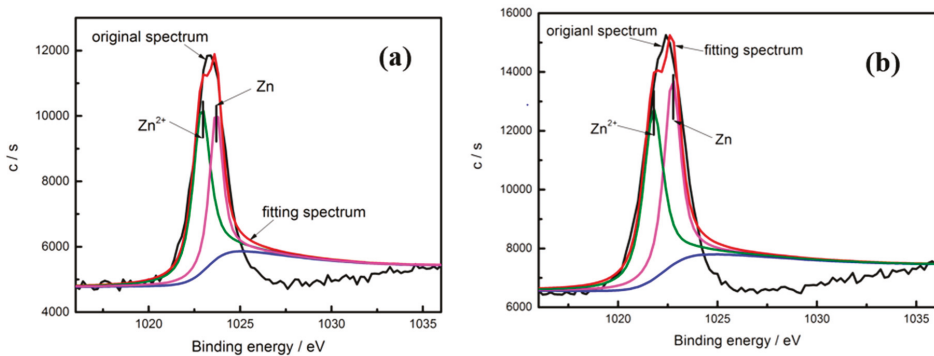 (a)
original spectrum
Zn
Zn²⁺
fitting spectrum
12000
10000
8000
6000
4000
c / s
1020
1025
1030
1035
Binding energy / eV
(b)
origianl spectrum
fitting spectrum
Zn²⁺
Zn
16000
14000
12000
10000
8000
6000
c / s
1020
1025
1030
1035
Binding energy / eV